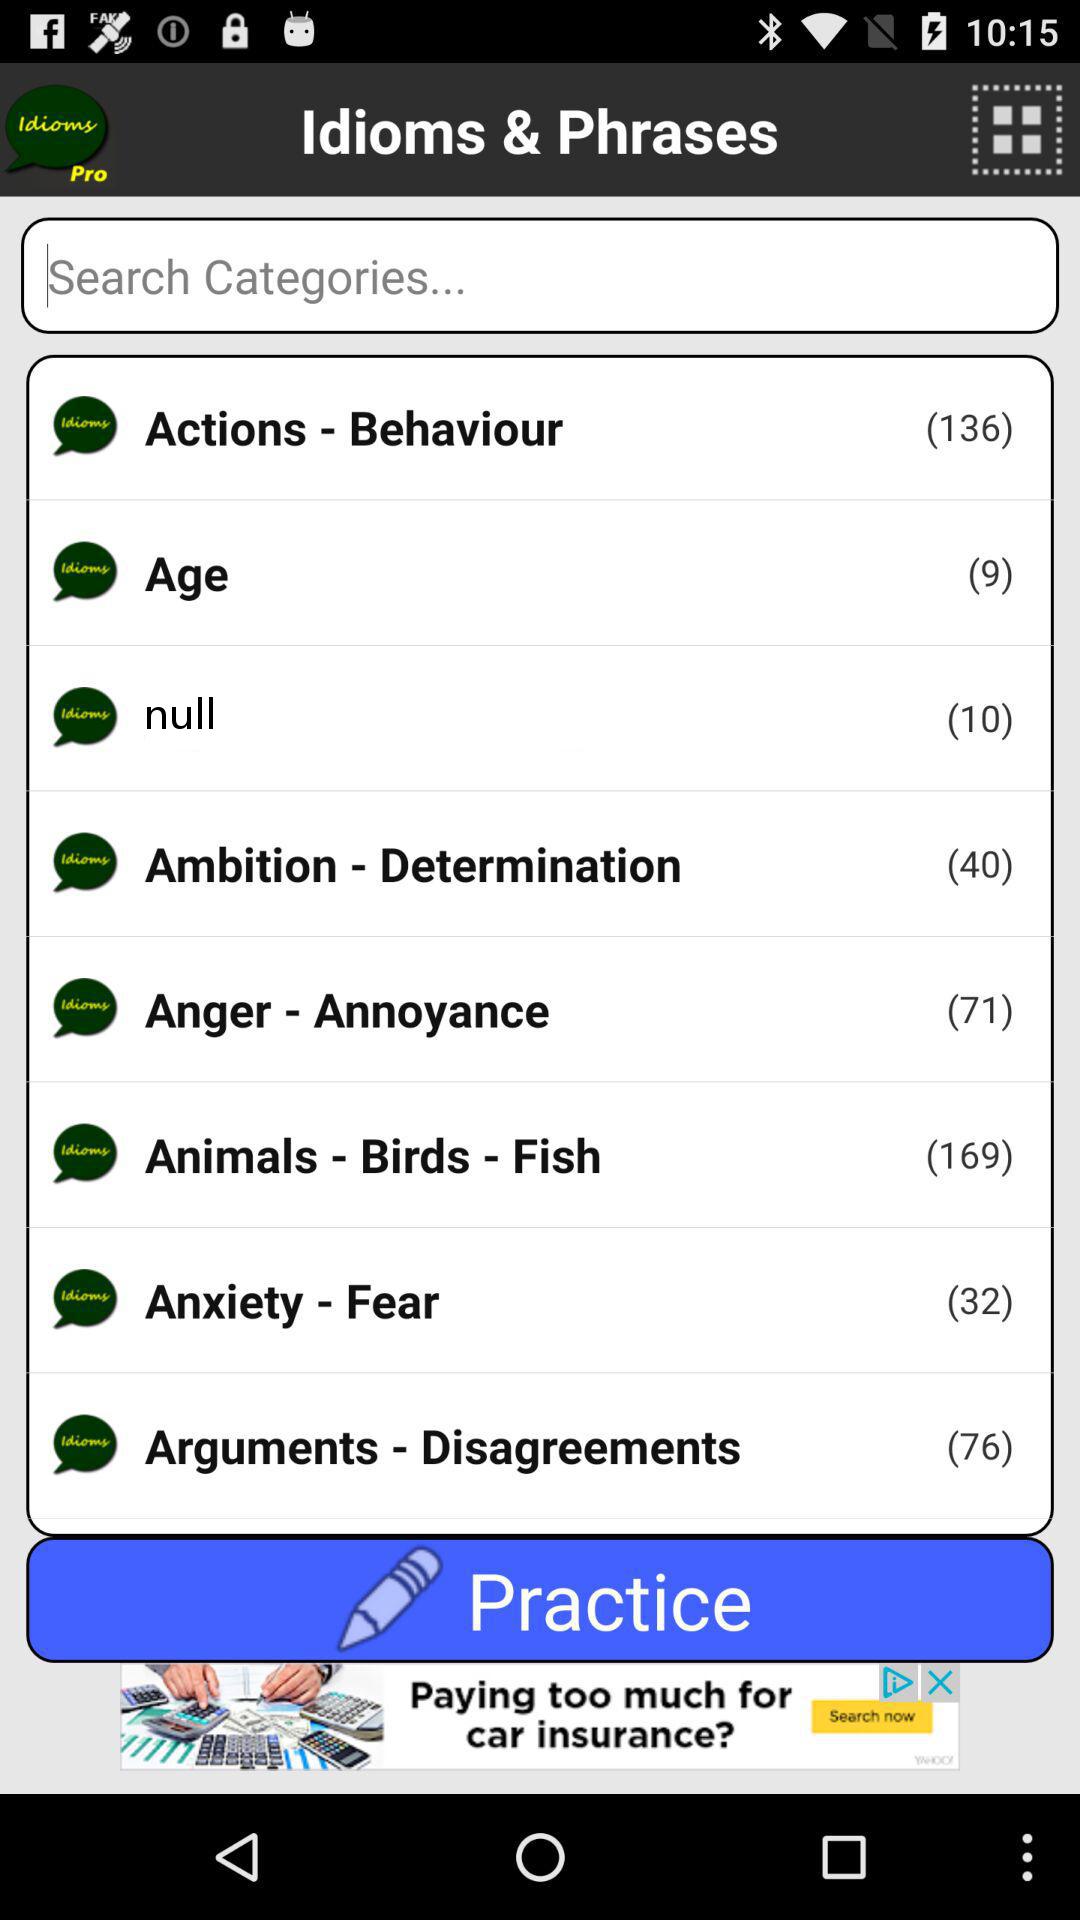 FAKE
10:15
Idioms
Pro
Idioms & Phrases
Search Categories...
Idioms
Actions - Behaviour
(136)
Idioms
Age
(9)
Idioms
null
(10)
Idioms
Ambition - Determination
(40)
Idioms
Anger - Annoyance
(71)
Idioms
Animals - Birds - Fish
(169)
Idioms
Anxiety - Fear
(32)
Idioms
Arguments - Disagreements
(76)
Practice
Paying too much for
car insurance?
Search now
YAHOO!